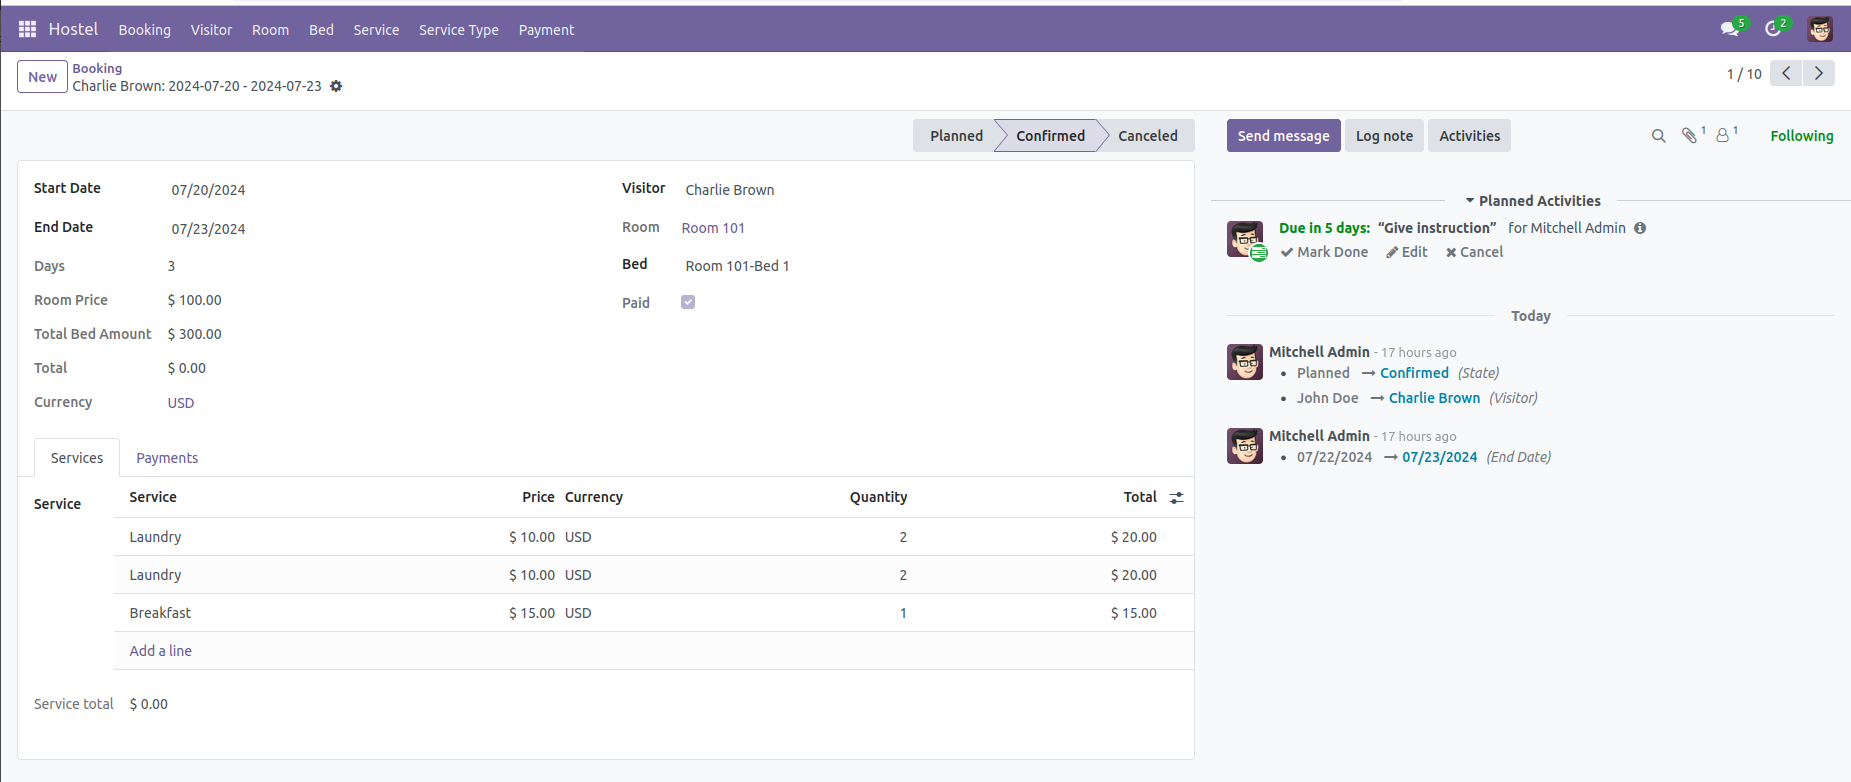 Hostel Booking Visitor Room Bed Service Service Type Payment 5 2
New Booking
Charlie Brown: 2024-07-20 - 2024-07-23
1 / 10
Planned Confirmed Canceled
Send message Log note Activities 1 1 Following
Start Date 07/20/2024
End Date 07/23/2024
Days 3
Room Price $ 100.00
Total Bed Amount $ 300.00
Total $ 0.00
Currency USD
Visitor Charlie Brown
Room Room 101
Bed Room 101-Bed 1
Paid
Services Payments
Service
Service Price Currency Quantity Total
Laundry $ 10.00 USD 2 $ 20.00
Laundry $ 10.00 USD 2 $ 20.00
Breakfast $ 15.00 USD 1 $ 15.00
Add a line
Service total $ 0.00
Planned Activities
Due in 5 days: “Give instruction” for Mitchell Admin
Mark Done Edit Cancel
Today
Mitchell Admin - 17 hours ago
• Planned → Confirmed (State)
• John Doe → Charlie Brown (Visitor)
Mitchell Admin - 17 hours ago
• 07/22/2024 → 07/23/2024 (End Date)